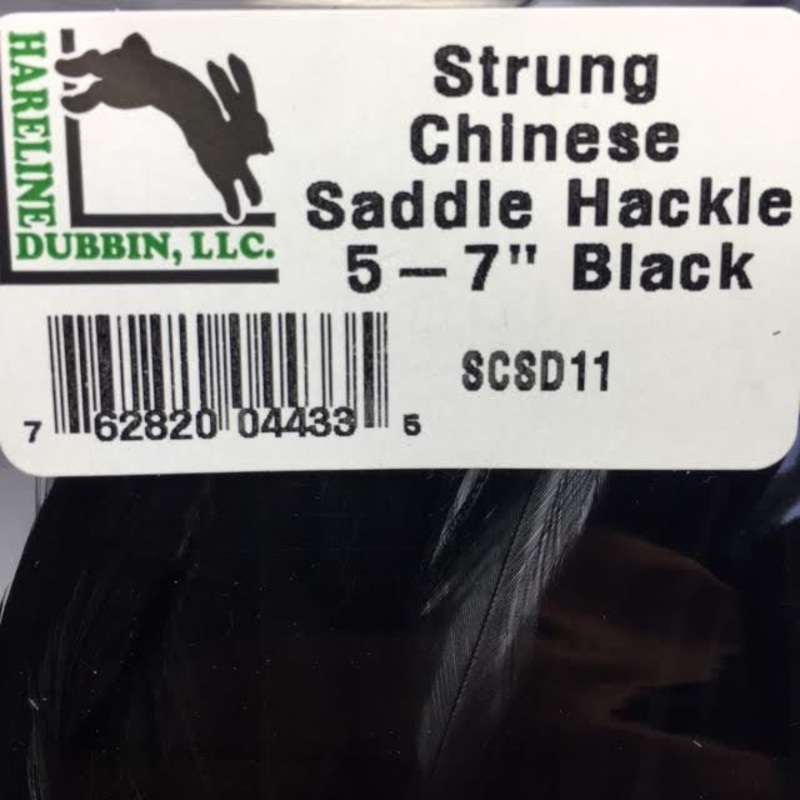 HARELINE
DUBBIN, LLC.
Strung
Chinese
Saddle Hackle
5 – 7" Black
SCSD11
7 62820 04433 5